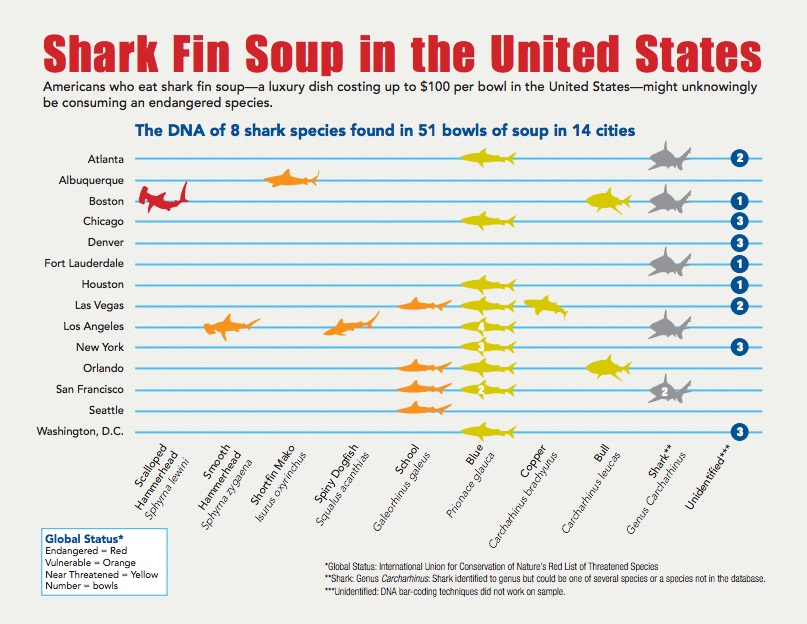 Shark Fin Soup in the United States
Americans who eat shark fin soup—a luxury dish costing up to $100 per bowl in the United States—might unknowingly
be consuming an endangered species.
The DNA of 8 shark species found in 51 bowls of soup in 14 cities
Atlanta 2
Albuquerque
Boston 1
Chicago 3
Denver 3
Fort Lauderdale 1
Houston 1
Las Vegas 2
Los Angeles 4
New York 3 3
Orlando
San Francisco 2 2
Seattle
Washington, D.C. 3
Scalloped
Hammerhead
Sphyrna lewini
Smooth
Hammerhead
Sphyrna zygaena
Shortfin Mako
Isurus oxyrinchus
Spiny Dogfish
Squalus acanthias
School
Galeorhinus galeus
Blue
Prionace glauca
Copper
Carcharhinus brachyurus
Bull
Carcharhinus leucas
Shark**
Genus Carcharhinus
Unidentified***
Global Status*
Endangered = Red
Vulnerable = Orange
Near Threatened = Yellow
Number = bowls
*Global Status: International Union for Conservation of Nature's Red List of Threatened Species
**Shark: Genus Carcharhinus: Shark identified to genus but could be one of several species or a species not in the database.
***Unidentified: DNA bar-coding techniques did not work on sample.